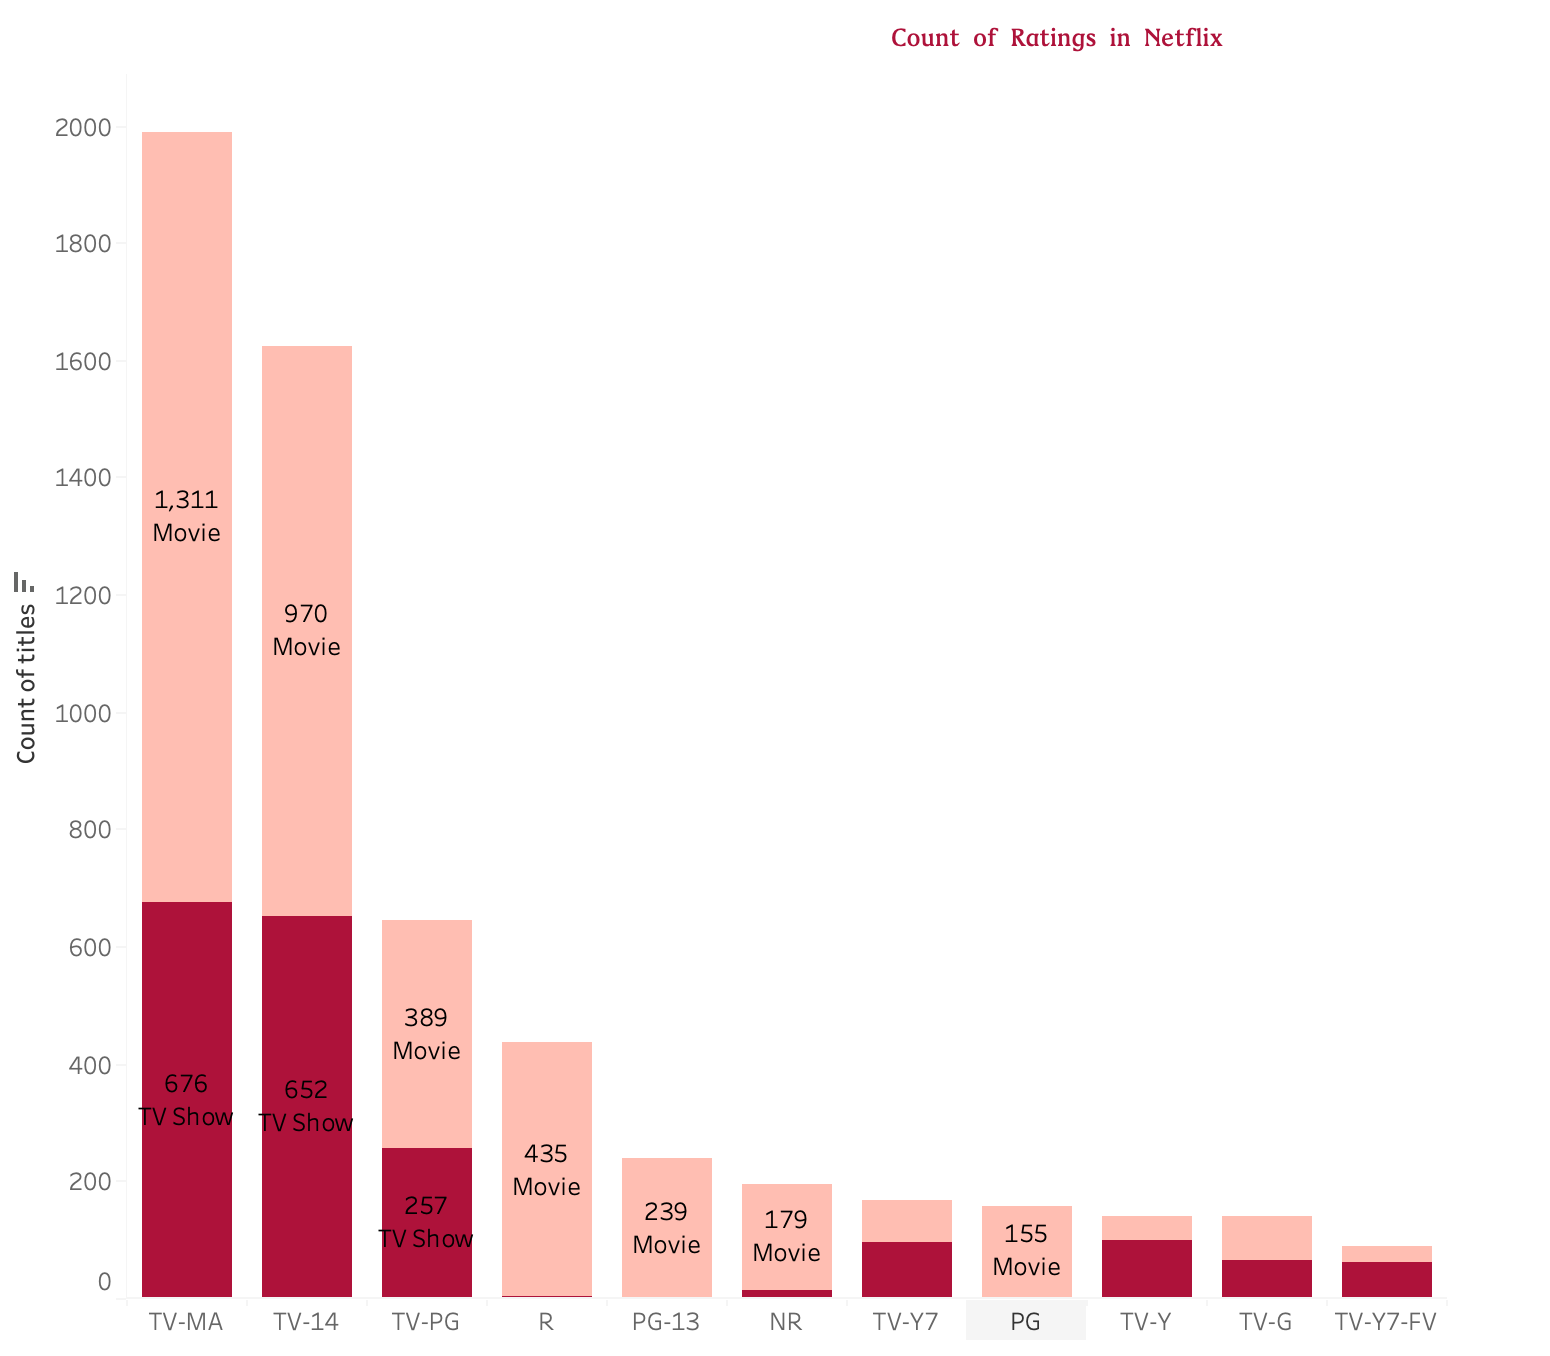 Count of Ratings in Netflix
Count of titles
2000
1800
1600
1400
1200
1000
800
600
400
200
0
1,311
Movie
676
TV Show
970
Movie
652
TV Show
389
Movie
257
TV Show
435
Movie
239
Movie
179
Movie
155
Movie
TV-MA TV-14 TV-PG R PG-13 NR TV-Y7 PG TV-Y TV-G TV-Y7-FV